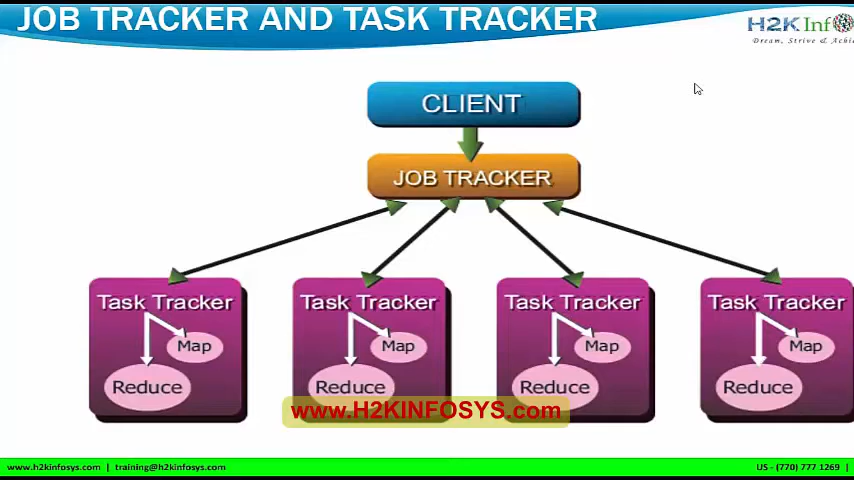 JOB TRACKER AND TASK TRACKER
H2K Inf
Dream, Strive & Achi
CLIENT
JOB TRACKER
Task Tracker Task Tracker Task Tracker Task Tracker
Map Map Map Map
Reduce Reduce Reduce Reduce
www.H2KINFOSYS.com
www.h2kinfosys.com | training@h2kinfosys.com US - (770) 777 1269 |